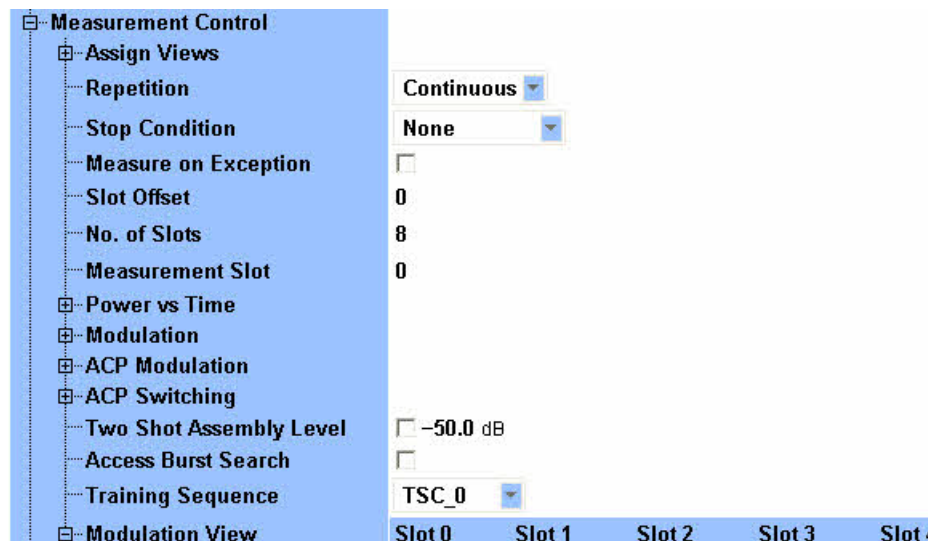 Measurement Control
Assign Views
Repetition Continuous
Stop Condition None
Measure on Exception
Slot Offset 0
No. of Slots 8
Measurement Slot 0
Power vs Time
Modulation
ACP Modulation
ACP Switching
Two Shot Assembly Level −50.0 dB
Access Burst Search
Training Sequence TSC_0
Modulation View Slot 0 Slot 1 Slot 2 Slot 3 Slot